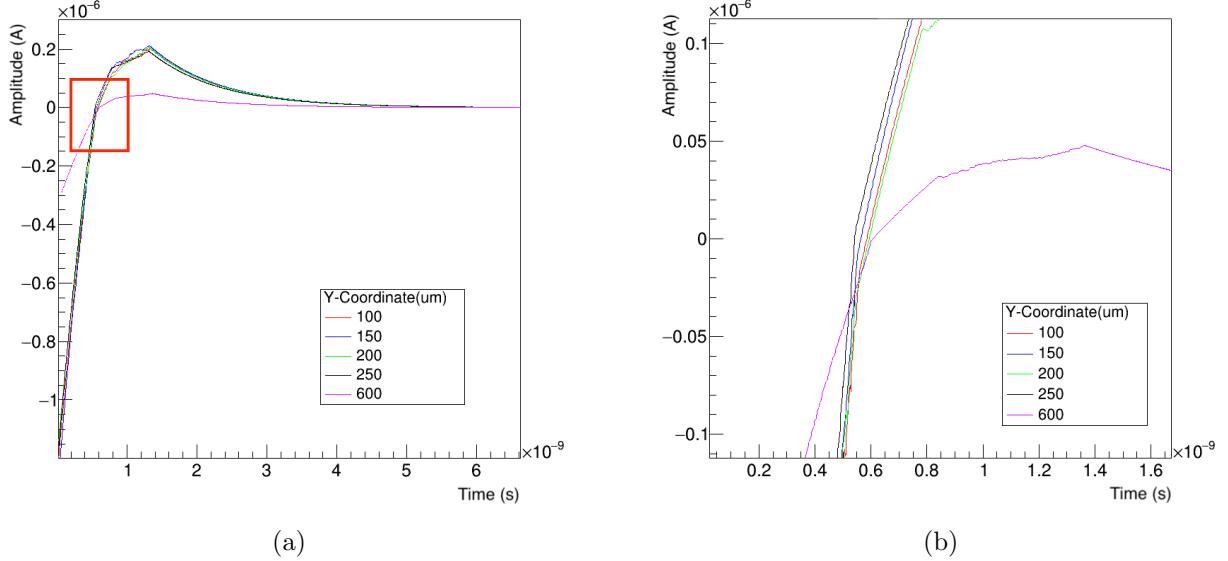 ×10⁻⁶
Amplitude (A)
0.2
0
−0.2
−0.4
−0.6
−0.8
−1
Y-Coordinate(um)
100
150
200
250
600
1 2 3 4 5 6
×10⁻⁹
Time (s)
(a)
×10⁻⁶
Amplitude (A)
0.1
0.05
0
−0.05
−0.1
Y-Coordinate(um)
100
150
200
250
600
0.2 0.4 0.6 0.8 1 1.2 1.4 1.6
×10⁻⁹
Time (s)
(b)